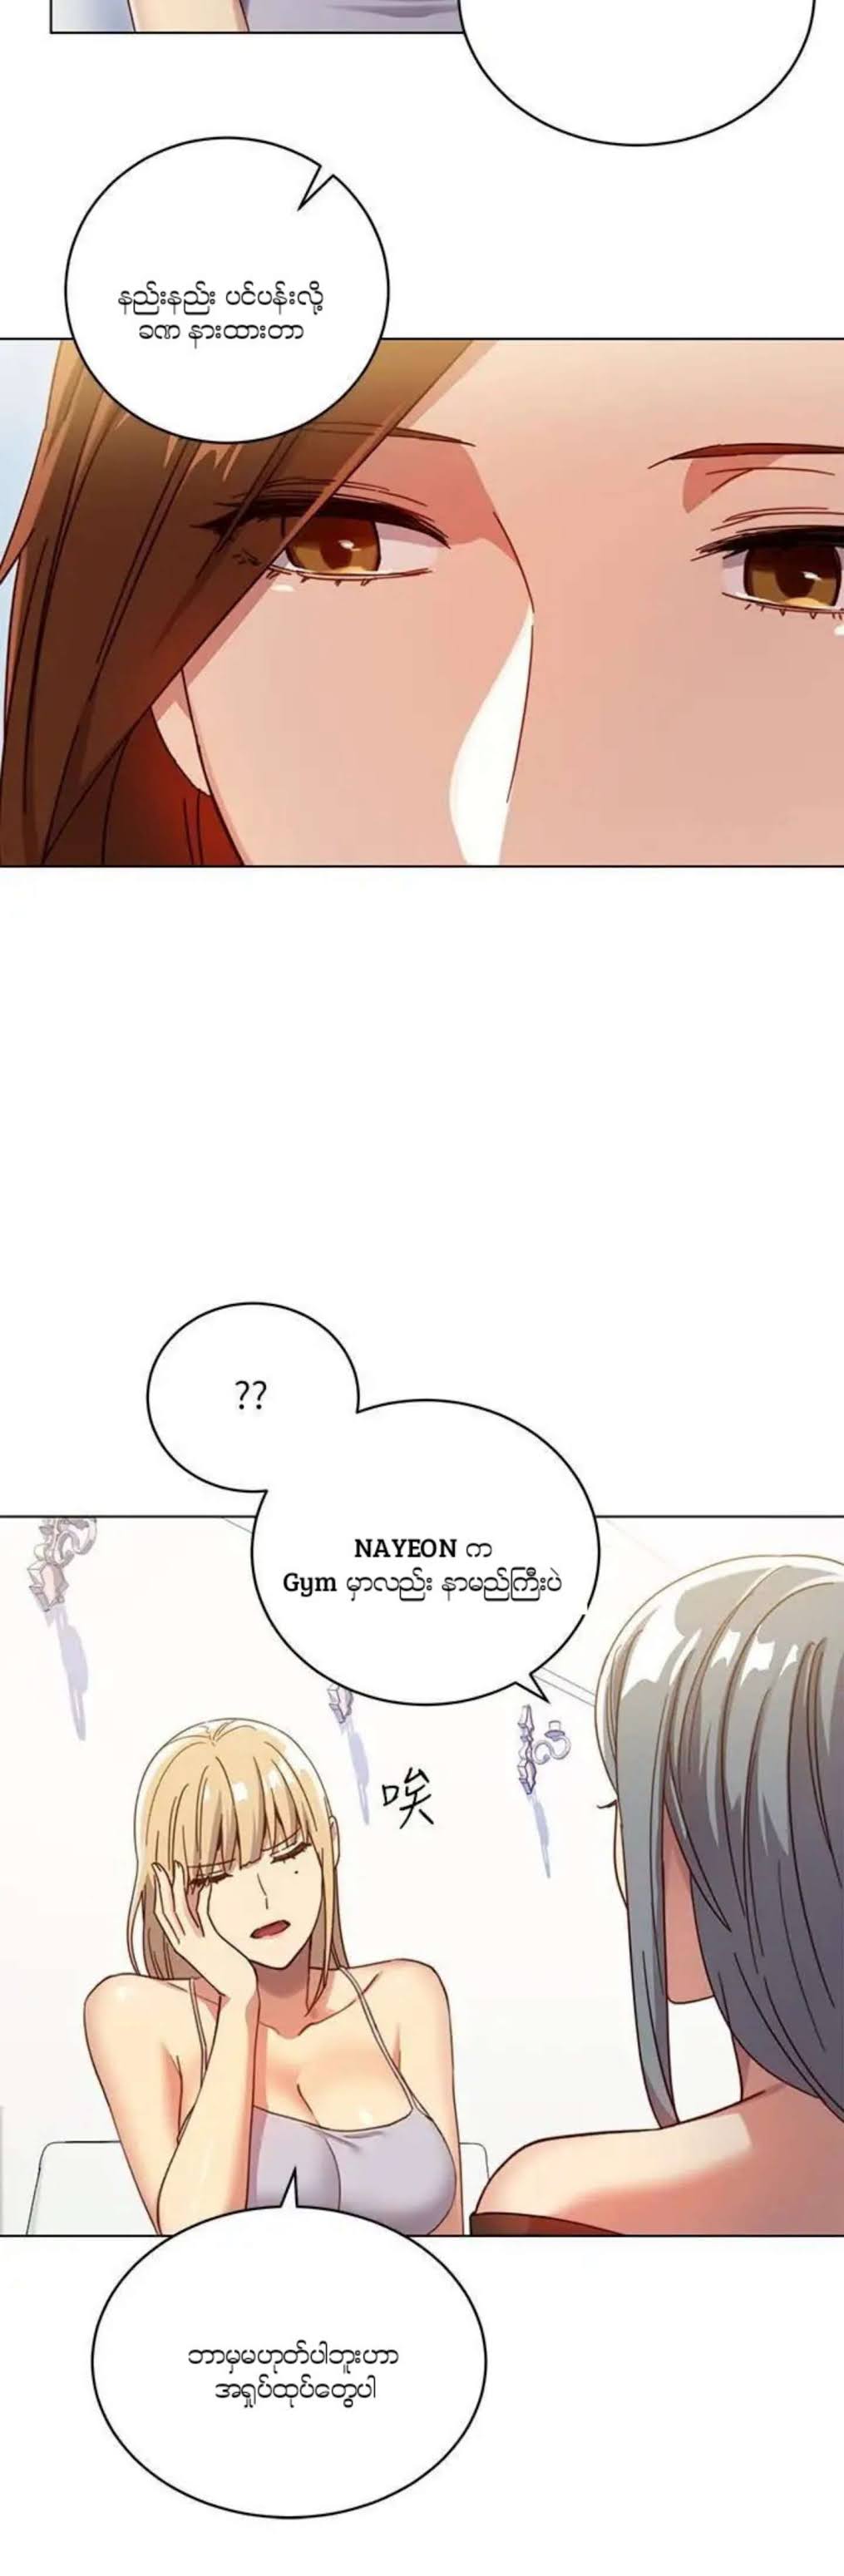 နည်းနည်း ပင်ပန်းလို့
ခဏ နားထားတာ
??
NAYEON က
Gym မှာလည်း နာမည်ကြီးပဲ
唉
ဘာမှမဟုတ်ပါဘူးဟာ
အရှုပ်ထုပ်တွေပါ